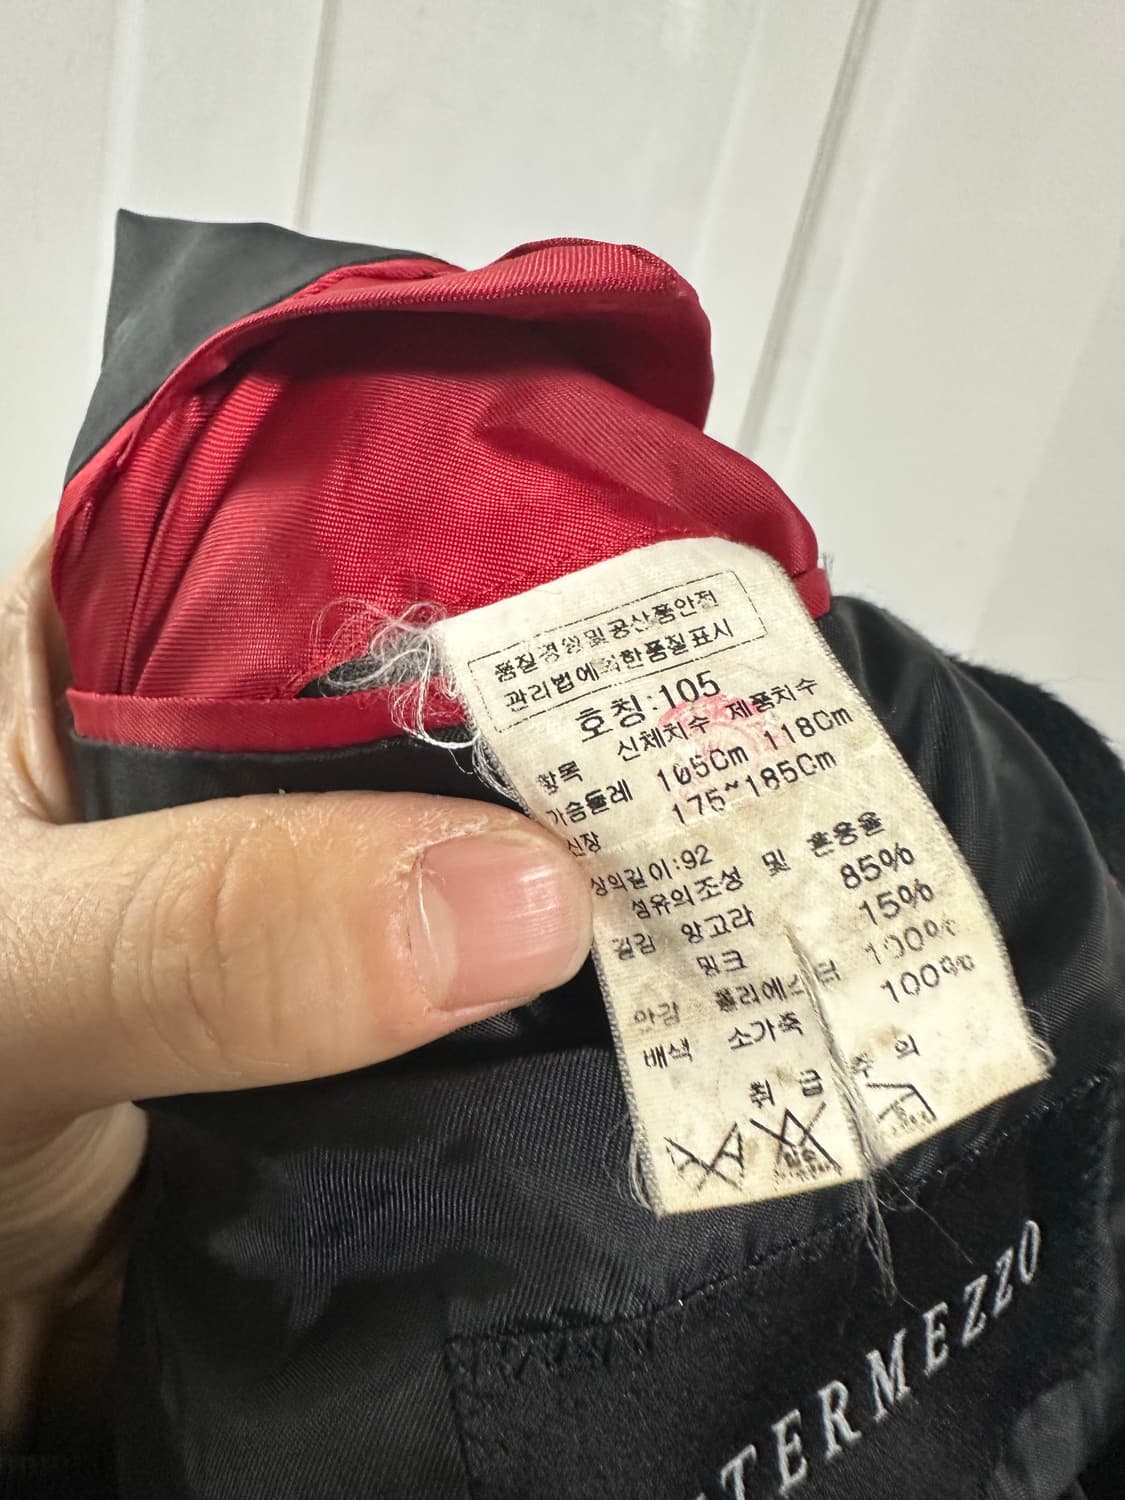 품질경영및공산품안전
관리법에의한품질표시
호칭:105
항목 신체치수 제품치수
가슴둘레 105Cm 118Cm
신장 175~185Cm
상의길이:92
섬유의조성 및 혼용율
겉감 앙고라 85%
밍크 15%
안감 폴리에스터 100%
배색 소가죽 100%
취급 주의
TERMEZZO